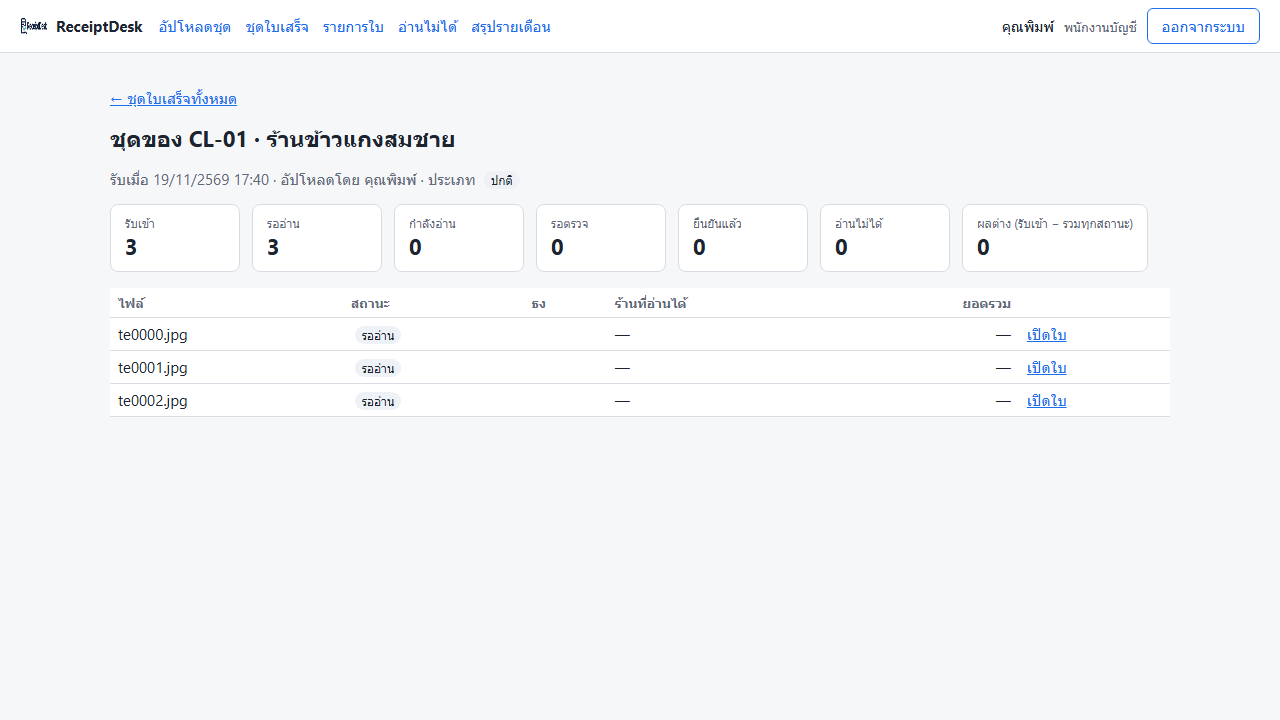 ReceiptDesk อัปโหลดชุด ชุดใบเสร็จ รายการใบ อ่านไม่ได้ สรุปรายเดือน คุณพิมพ์ พนักงานบัญชี ออกจากระบบ
← ชุดใบเสร็จทั้งหมด
ชุดของ CL-01 · ร้านข้าวแกงสมชาย
รับเมื่อ 19/11/2569 17:40 · อัปโหลดโดย คุณพิมพ์ · ประเภท ปกติ
รับเข้า รออ่าน กำลังอ่าน รอตรวจ ยืนยันแล้ว อ่านไม่ได้ ผลต่าง (รับเข้า − รวมทุกสถานะ)
3 3 0 0 0 0 0
ไฟล์ สถานะ ธง ร้านที่อ่านได้ ยอดรวม
te0000.jpg รออ่าน — — เปิดใบ
te0001.jpg รออ่าน — — เปิดใบ
te0002.jpg รออ่าน — — เปิดใบ